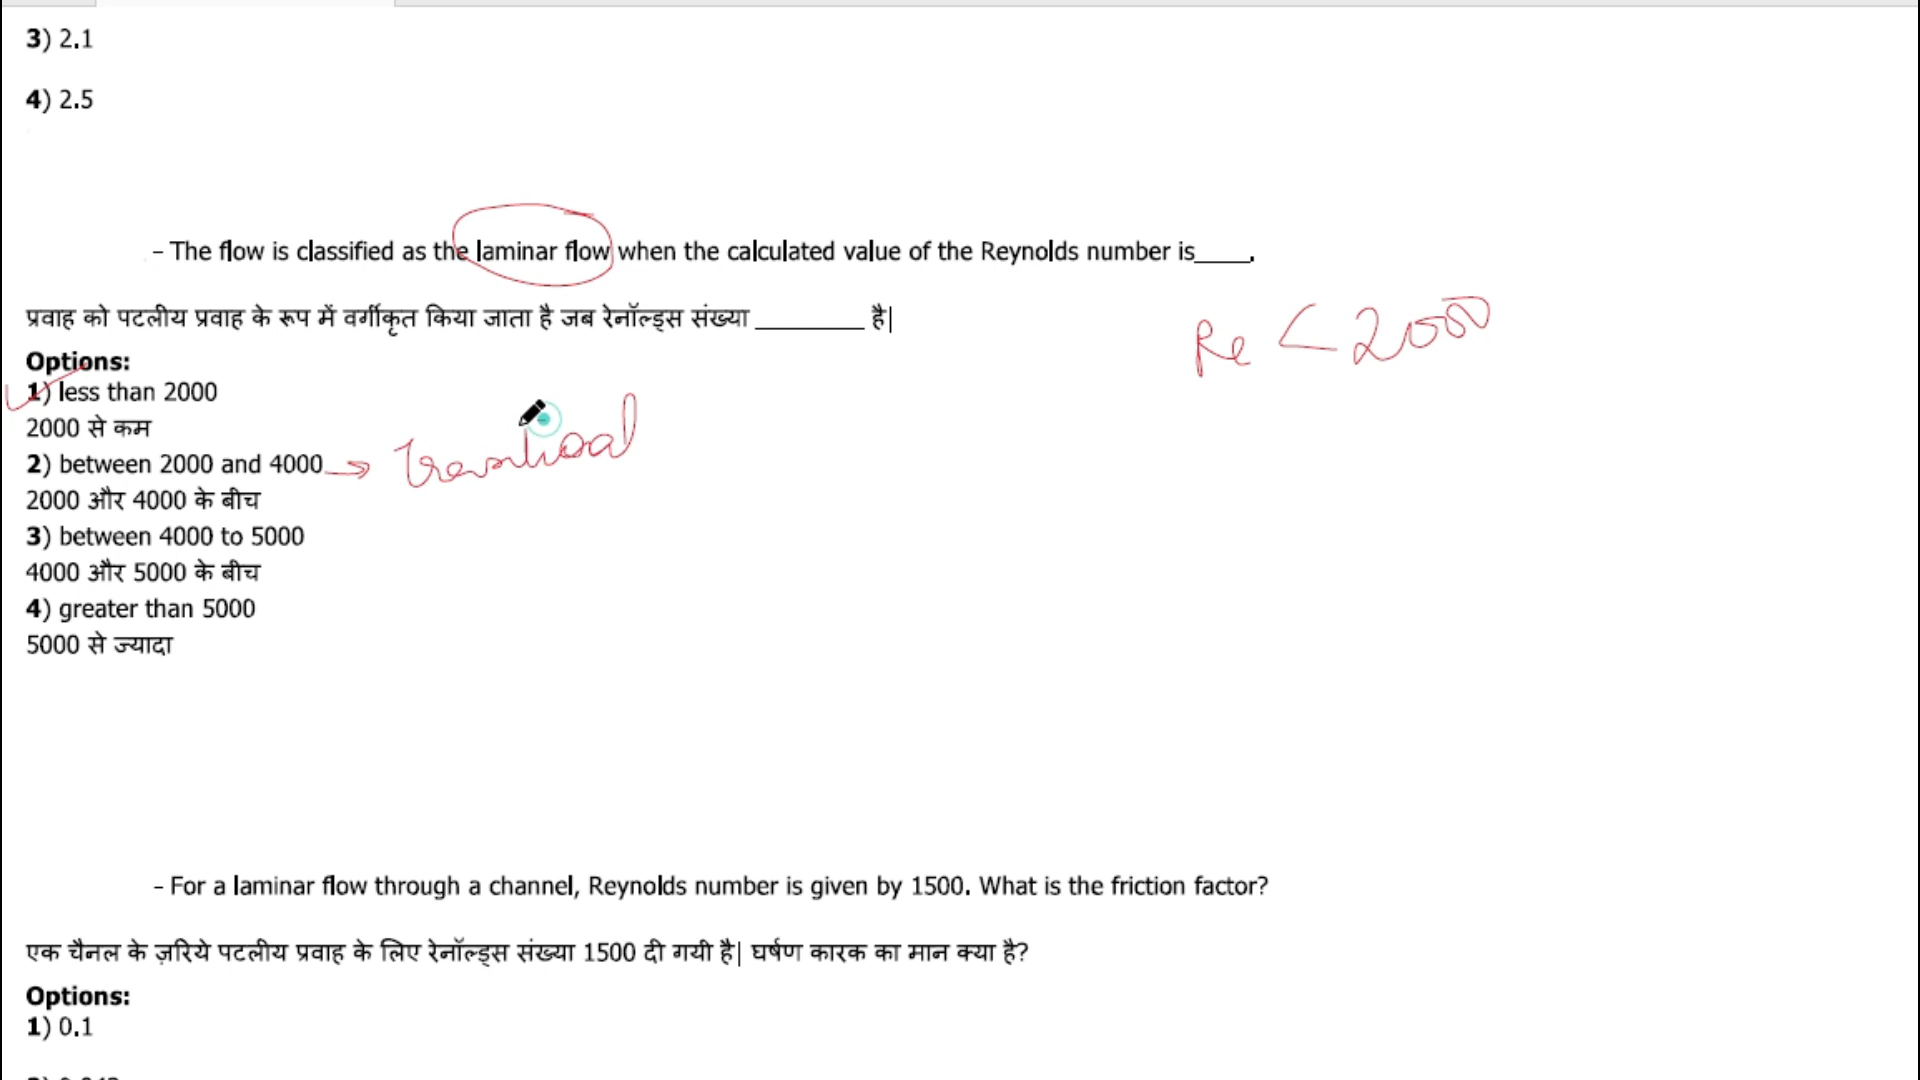 3) 2.1
4) 2.5
- The flow is classified as the laminar flow when the calculated value of the Reynolds number is____.
प्रवाह को पटलीय प्रवाह के रूप में वर्गीकृत किया जाता है जब रेनॉल्ड्स संख्या ________ है|
Re < 2000
Options:
1) less than 2000
2000 से कम
2) between 2000 and 4000 →
2000 और 4000 के बीच
3) between 4000 to 5000
4000 और 5000 के बीच
4) greater than 5000
5000 से ज्यादा
- For a laminar flow through a channel, Reynolds number is given by 1500. What is the friction factor?
एक चैनल के ज़रिये पटलीय प्रवाह के लिए रेनॉल्ड्स संख्या 1500 दी गयी है| घर्षण कारक का मान क्या है?
Options:
1) 0.1